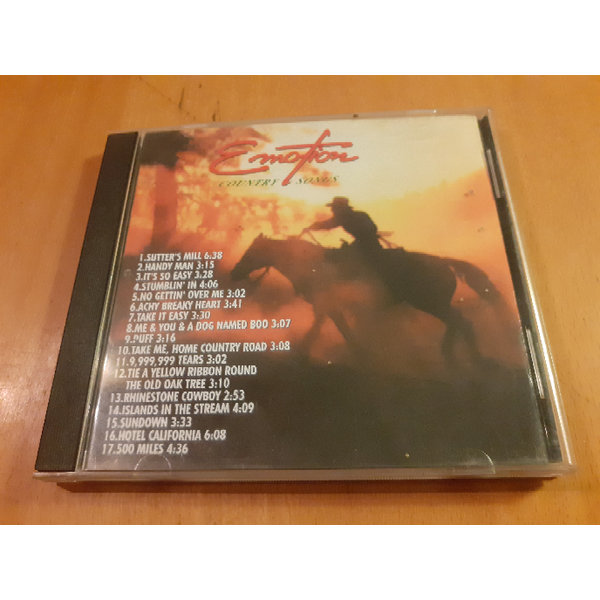 Emotion
COUNTRY SONGS
1.SUTTER'S MILL 6:38
2.HANDY MAN 3:15
3.IT'S SO EASY 3.28
4.STUMBLIN' IN 4:06
5.NO GETTIN' OVER ME 3:02
6.ACHY BREAKY HEART 3:41
7.TAKE IT EASY 3:30
8.ME & YOU & A DOG NAMED BOO 3:07
9.PUFF 3:16
10.TAKE ME, HOME COUNTRY ROAD 3:08
11.9,999,999 TEARS 3:02
12.TIE A YELLOW RIBBON ROUND
THE OLD OAK TREE 3:10
13.RHINESTONE COWBOY 2:53
14.ISLANDS IN THE STREAM 4:09
15.SUNDOWN 3:33
16.HOTEL CALIFORNIA 6:08
17.500 MILES 4:36